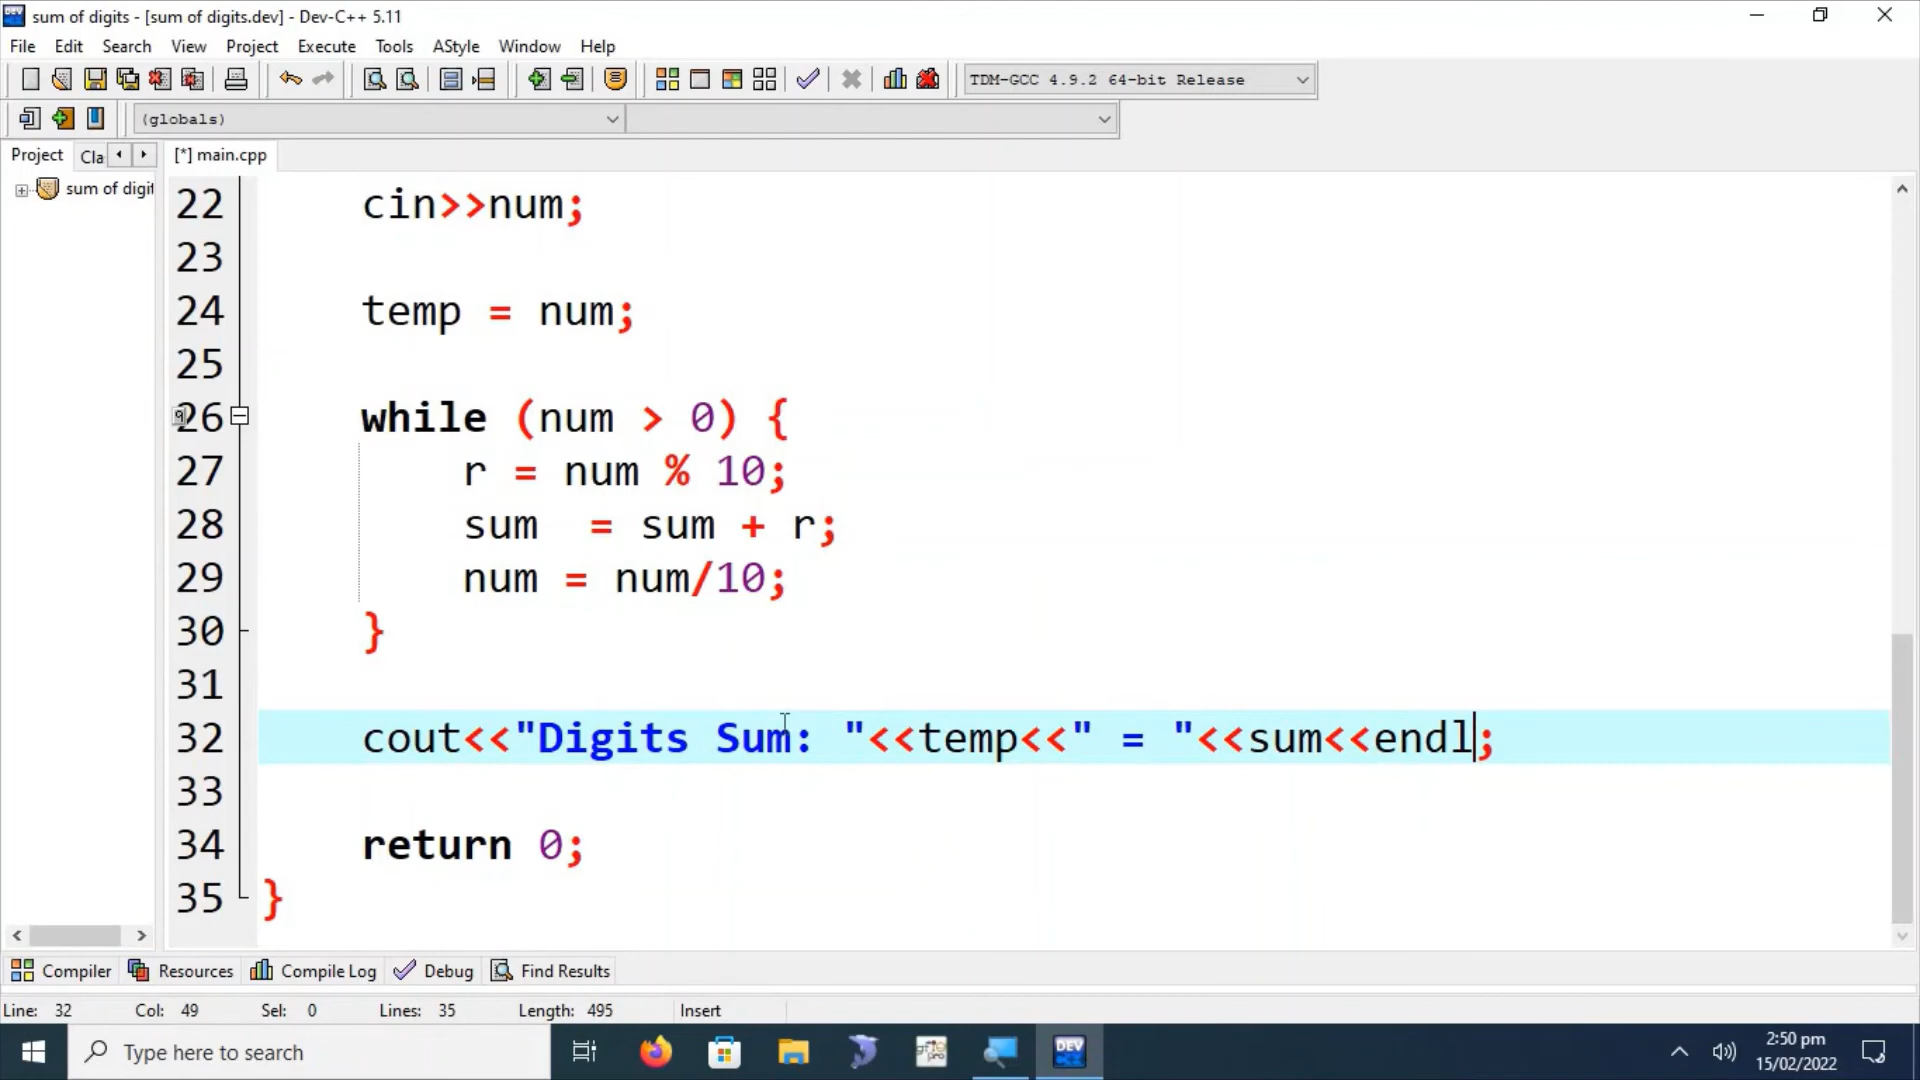 sum of digits - [sum of digits.dev] - Dev-C++ 5.11
File Edit Search View Project Execute Tools AStyle Window Help
TDM-GCC 4.9.2 64-bit Release
(globals)
Project Cla [*] main.cpp
sum of digit
22 cin>>num;
23
24 temp = num;
25
26 while (num > 0) {
27 r = num % 10;
28 sum  = sum + r;
29 num = num/10;
30 }
31
32 cout<<"Digits Sum: "<<temp<<" = "<<sum<<endl;
33
34 return 0;
35 }
Compiler Resources Compile Log Debug Find Results
Line: 32 Col: 49 Sel: 0 Lines: 35 Length: 495 Insert
Type here to search
DEV
2:50 pm
15/02/2022